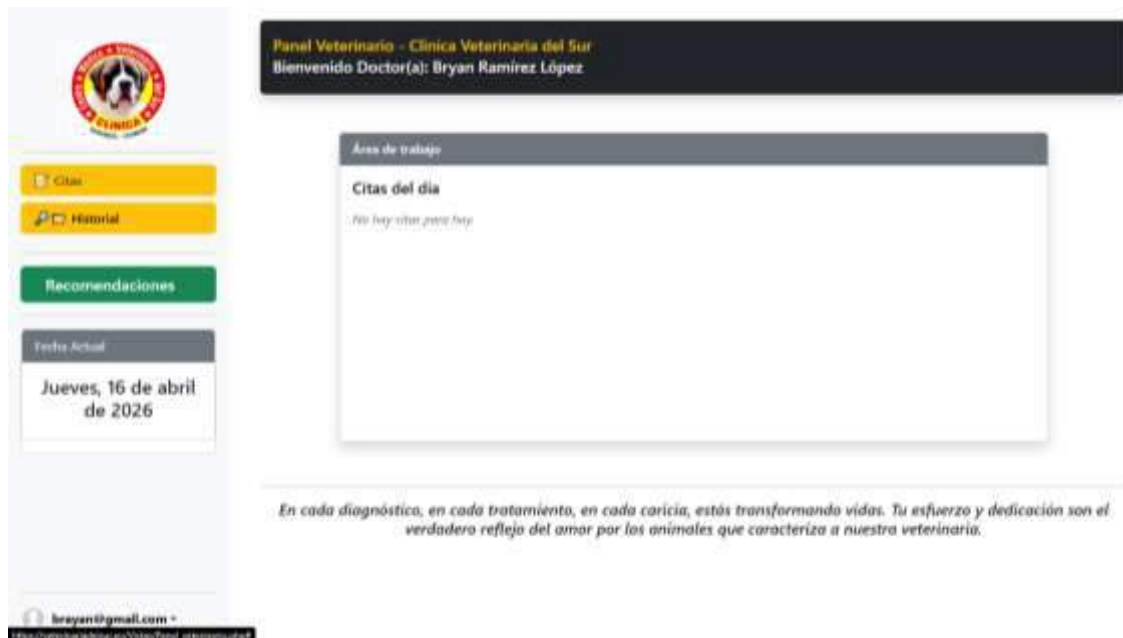 CLINICA
Citas
Historial
Recomendaciones
Fecha Actual
Jueves, 16 de abril
de 2026
brayan@gmail.com
Panel Veterinario - Clínica Veterinaria del Sur
Bienvenido Doctor(a): Bryan Ramírez López
Área de trabajo
Citas del día
No hay citas para hoy
En cada diagnóstico, en cada tratamiento, en cada caricia, estás transformando vidas. Tu esfuerzo y dedicación son el
verdadero reflejo del amor por los animales que caracteriza a nuestra veterinaria.